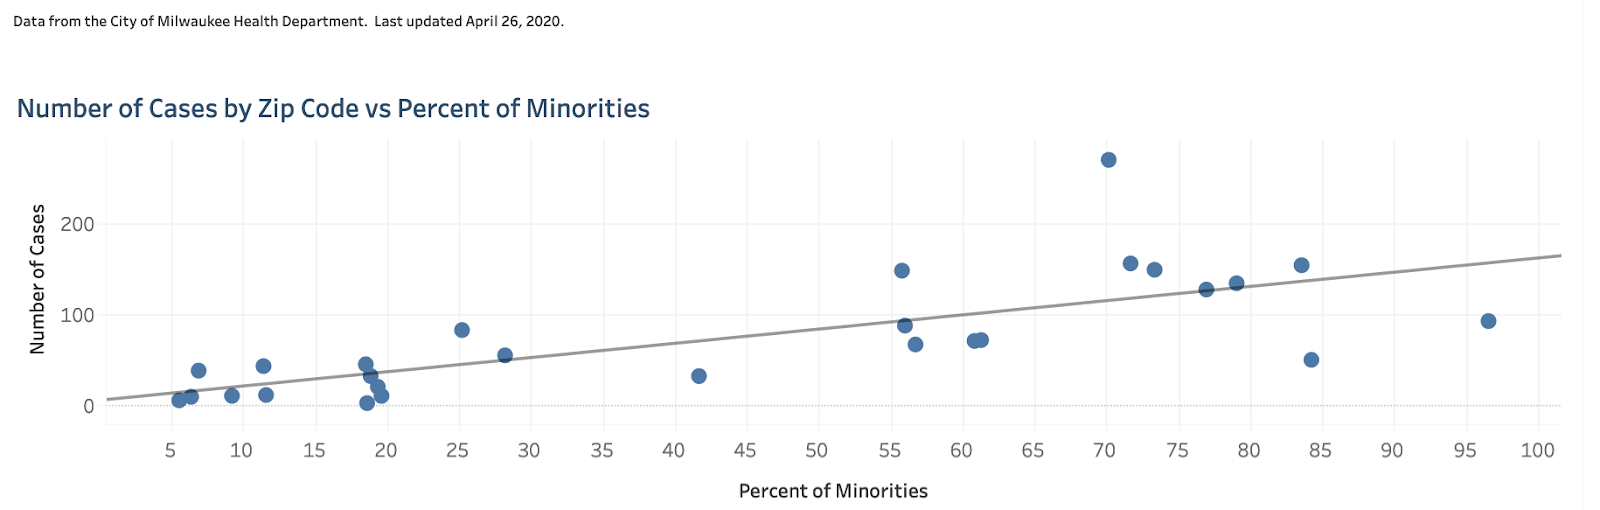 Data from the City of Milwaukee Health Department.  Last updated April 26, 2020.
Number of Cases by Zip Code vs Percent of Minorities
Number of Cases
200
100
0
5 10 15 20 25 30 35 40 45 50 55 60 65 70 75 80 85 90 95 100
Percent of Minorities